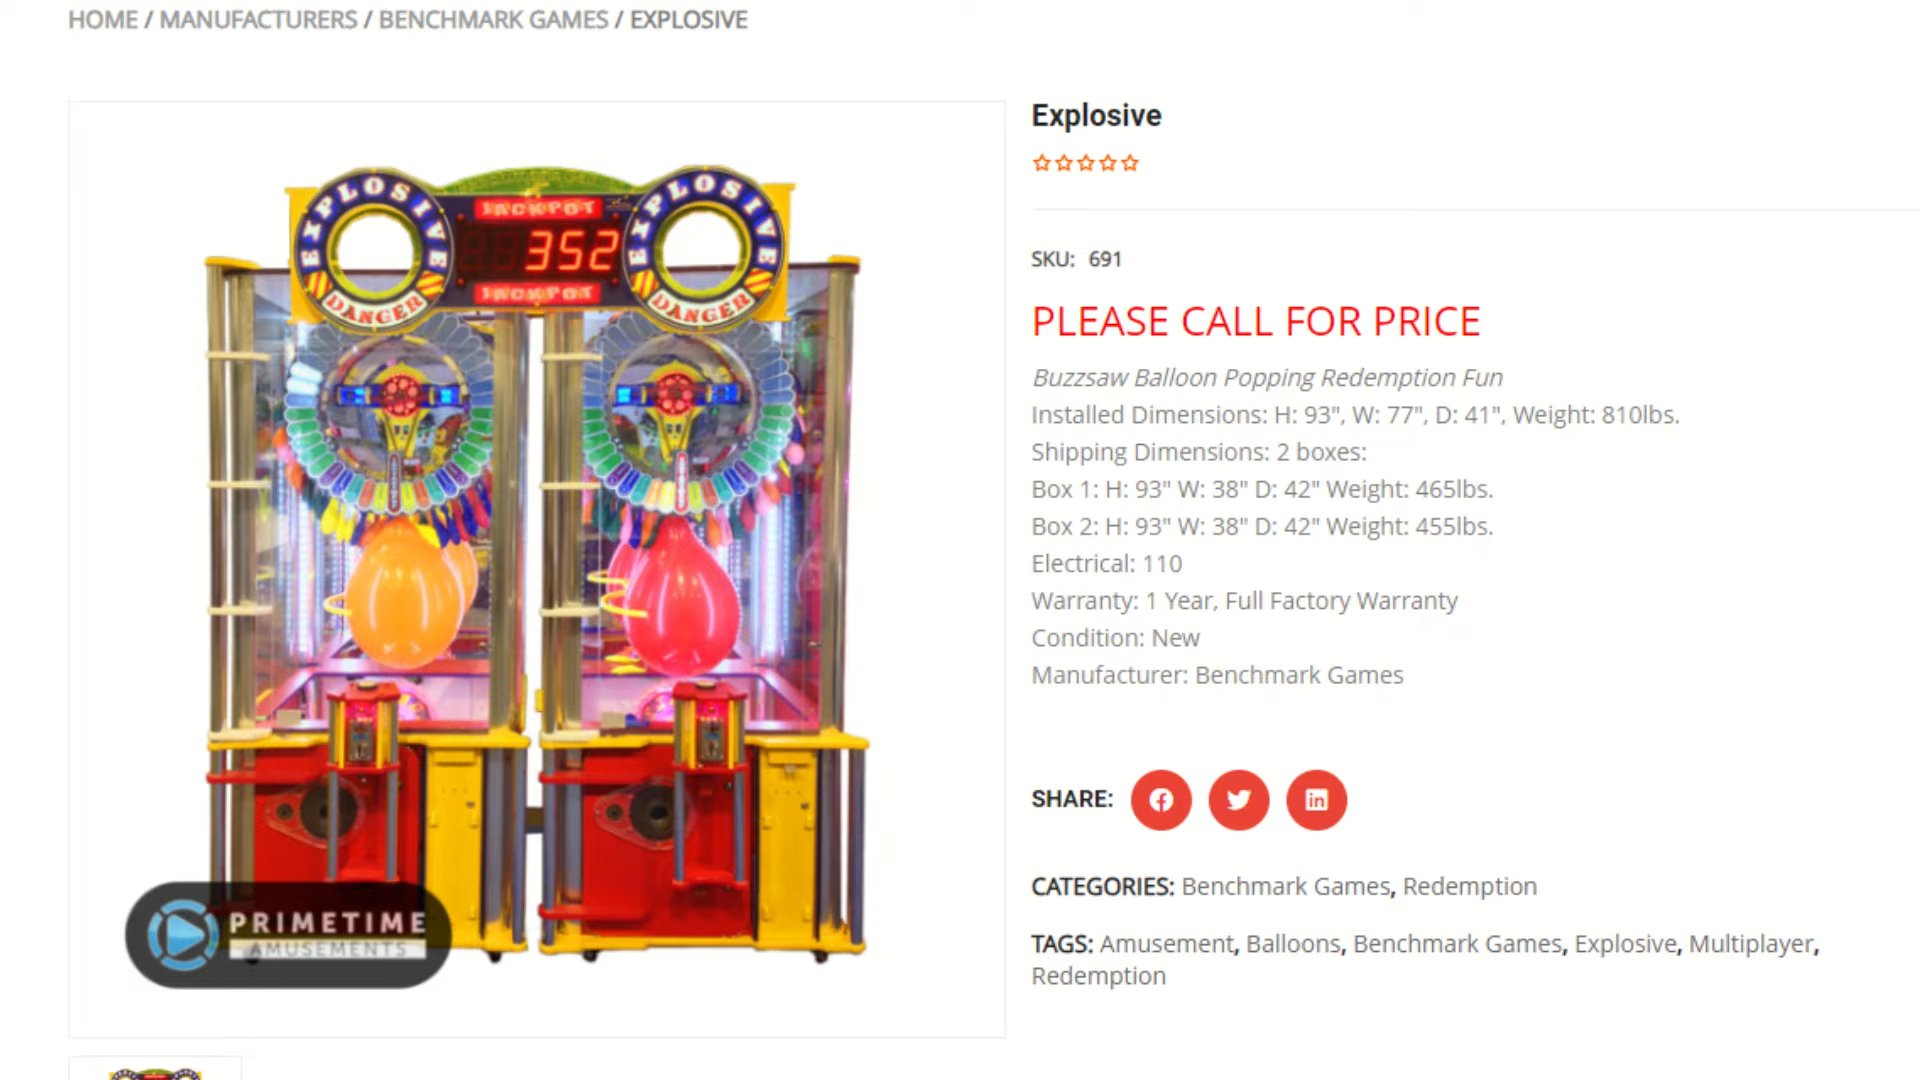 HOME / MANUFACTURERS / BENCHMARK GAMES / EXPLOSIVE
EXPLOSIVE
DANGER
JACKPOT
352
JACKPOT
EXPLOSIVE
DANGER
PRIMETIME
AMUSEMENTS
Explosive
SKU: 691
PLEASE CALL FOR PRICE
Buzzsaw Balloon Popping Redemption Fun
Installed Dimensions: H: 93", W: 77", D: 41", Weight: 810lbs.
Shipping Dimensions: 2 boxes:
Box 1: H: 93" W: 38" D: 42" Weight: 465lbs.
Box 2: H: 93" W: 38" D: 42" Weight: 455lbs.
Electrical: 110
Warranty: 1 Year, Full Factory Warranty
Condition: New
Manufacturer: Benchmark Games
SHARE:
CATEGORIES: Benchmark Games, Redemption
TAGS: Amusement, Balloons, Benchmark Games, Explosive, Multiplayer,
Redemption